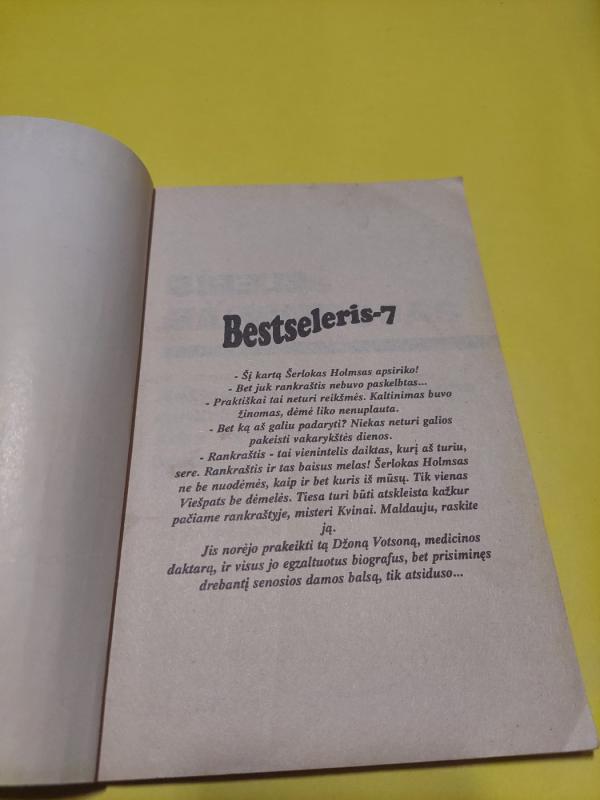 Bestseleris-7
- Šį kartą Šerlokas Holmsas apsiriko!
- Bet juk rankraštis nebuvo paskelbtas...
- Praktiškai tai neturi reikšmės. Kaltinimas buvo
žinomas, dėmė liko nenuplauta.
- Bet ką aš galiu padaryti? Niekas neturi galios
pakeisti vakarykštės dienos.
- Rankraštis - tai vienintelis daiktas, kurį aš turiu,
sere. Rankraštis ir tas baisus melas! Šerlokas Holmsas
ne be nuodėmės, kaip ir bet kuris iš mūsų. Tik vienas
Viešpats be dėmelės. Tiesa turi būti atskleista kažkur
pačiame rankraštyje, misteri Kvinai. Maldauju, raskite
ją.
Jis norėjo prakeikti tą Džoną Votsoną, medicinos
daktarą, ir visus jo egzaltuotus biografus, bet prisiminęs
drebantį senosios damos balsą, tik atsiduso...